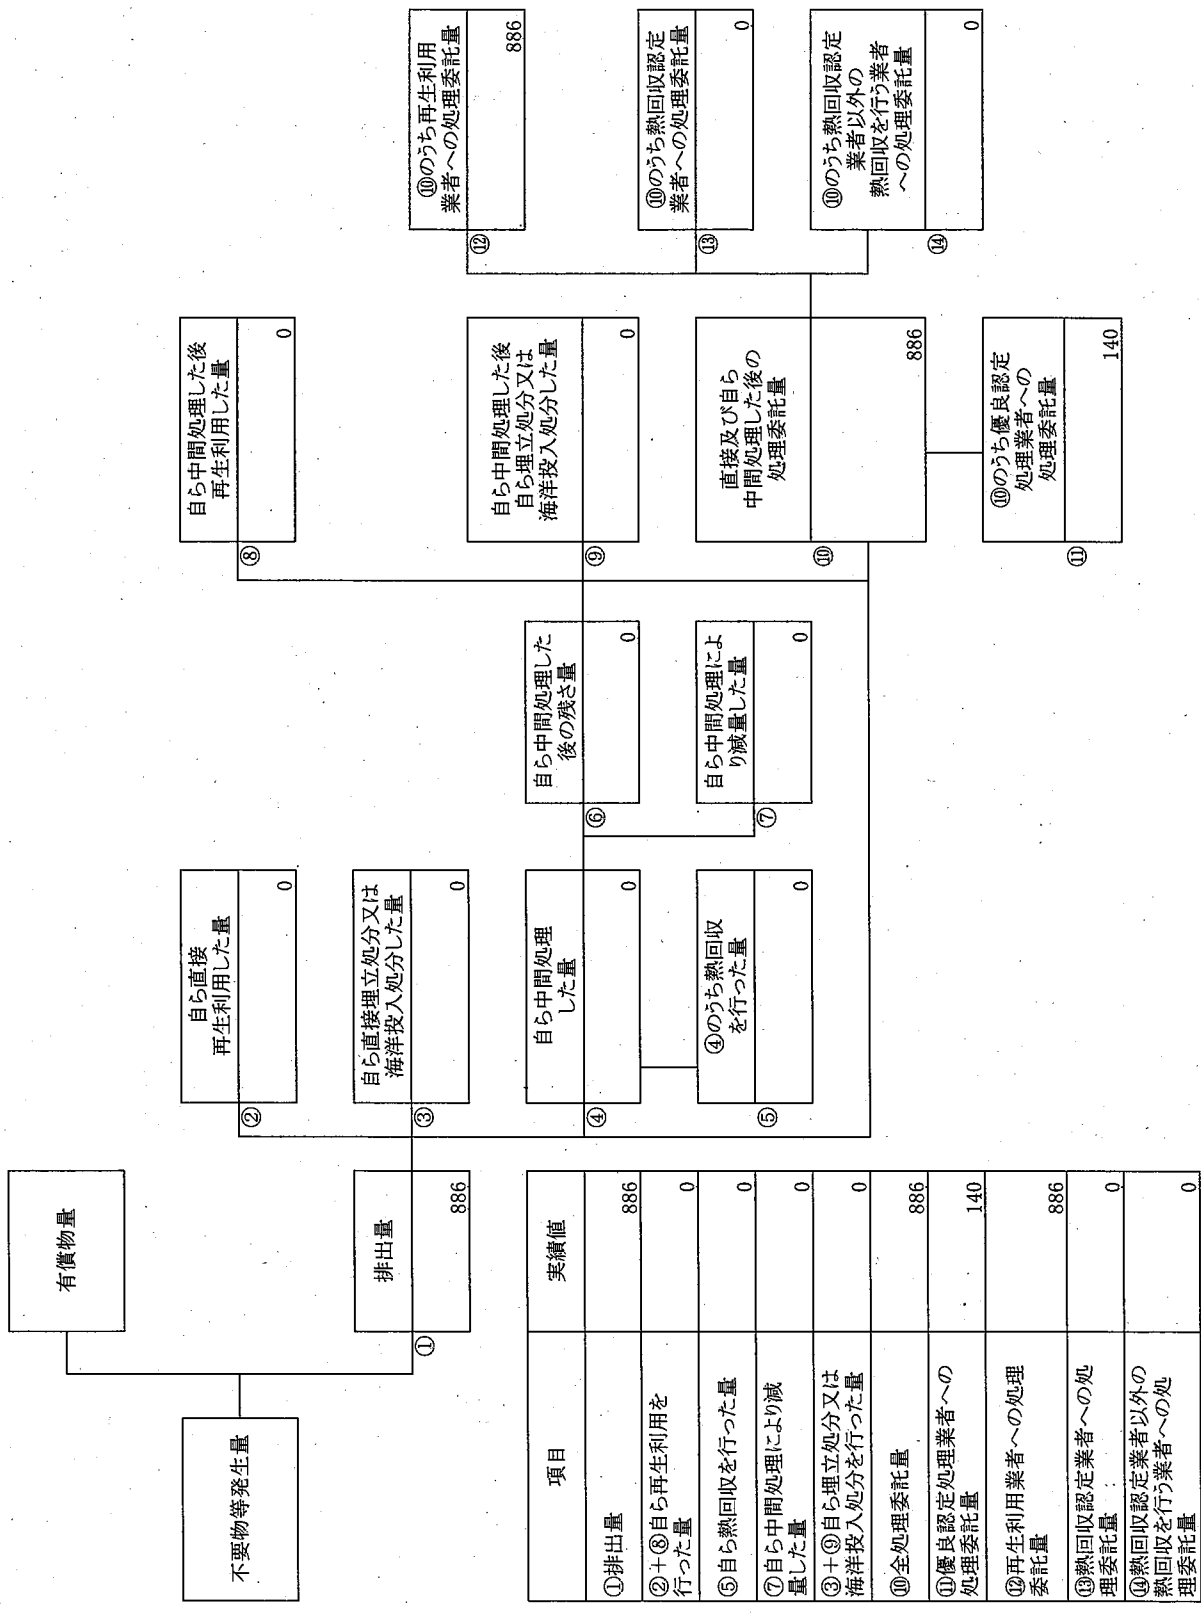 不要物等発生量
有償物量
①
排出量
886
②
自ら直接
再生利用した量
0
③
自ら直接埋立処分又は
海洋投入処分した量
0
④
自ら中間処理
した量
0
⑤
④のうち熱回収
を行った量
0
⑥
自ら中間処理した
後の残さ量
0
⑦
自ら中間処理によ
り減量した量
0
⑧
自ら中間処理した後
再生利用した量
0
⑨
自ら中間処理した後
自ら埋立処分又は
海洋投入処分した量
0
⑩
直接及び自ら
中間処理した後の
処理委託量
886
⑪
⑩のうち優良認定
処理業者への
処理委託量
140
⑫
⑩のうち再生利用
業者への処理委託量
886
⑬
⑩のうち熱回収認定
業者への処理委託量
0
⑭
⑩のうち熱回収認定
業者以外の
熱回収を行う業者
への処理委託量
0
項目 実績値
①排出量 886
②+⑧自ら再生利用を
行った量 0
⑤自ら熱回収を行った量 0
⑦自ら中間処理により減
量した量 0
③+⑨自ら埋立処分又は
海洋投入処分を行った量 0
⑩全処理委託量 886
⑪優良認定処理業者への
処理委託量 140
⑫再生利用業者への処理
委託量 886
⑬熱回収認定業者への処
理委託量 0
⑭熱回収認定業者以外の
熱回収を行う業者への処
理委託量 0